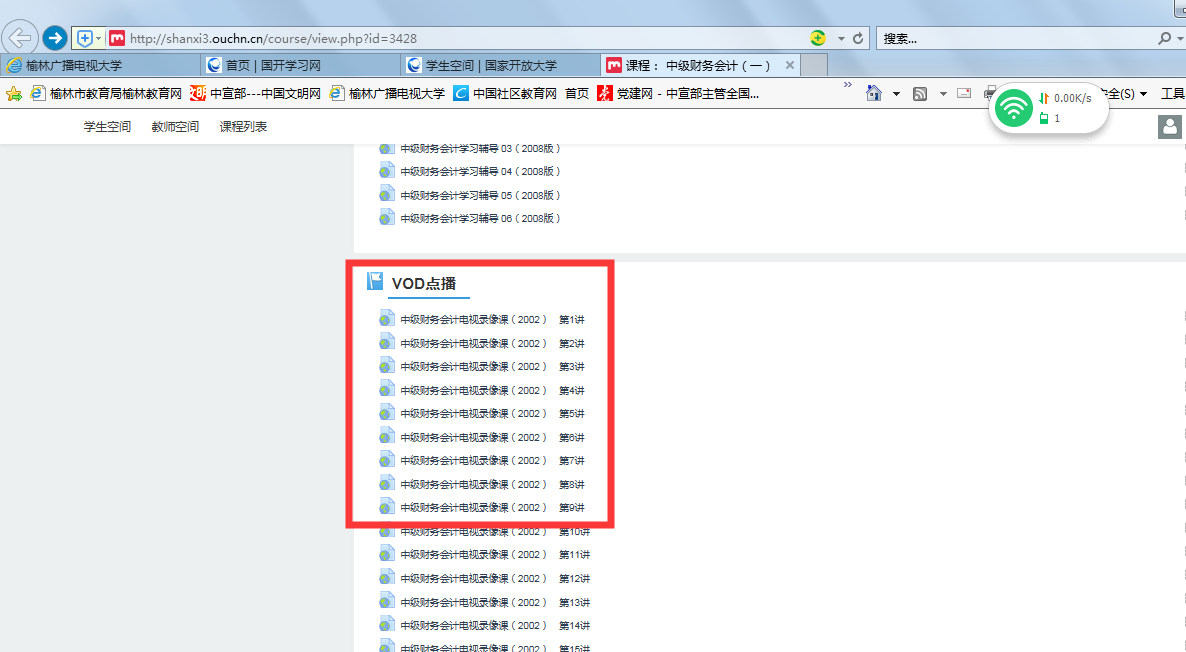 http://shanxi3.ouchn.cn/course/view.php?id=3428
搜索...
榆林广播电视大学
首页 | 国开学习网
学生空间 | 国家开放大学
课程： 中级财务会计（一）
榆林市教育局榆林教育网
中宣部---中国文明网
榆林广播电视大学
中国社区教育网
首页
党建网 - 中宣部主管全国...
全(S)
工具
0.00K/s
1
学生空间 教师空间 课程列表
中级财务会计学习辅导 03（2008版）
中级财务会计学习辅导 04（2008版）
中级财务会计学习辅导 05（2008版）
中级财务会计学习辅导 06（2008版）
VOD点播
中级财务会计电视录像课（2002） 第1讲
中级财务会计电视录像课（2002） 第2讲
中级财务会计电视录像课（2002） 第3讲
中级财务会计电视录像课（2002） 第4讲
中级财务会计电视录像课（2002） 第5讲
中级财务会计电视录像课（2002） 第6讲
中级财务会计电视录像课（2002） 第7讲
中级财务会计电视录像课（2002） 第8讲
中级财务会计电视录像课（2002） 第9讲
中级财务会计电视录像课（2002） 第10讲
中级财务会计电视录像课（2002） 第11讲
中级财务会计电视录像课（2002） 第12讲
中级财务会计电视录像课（2002） 第13讲
中级财务会计电视录像课（2002） 第14讲
中级财务会计电视录像课（2002） 第15讲